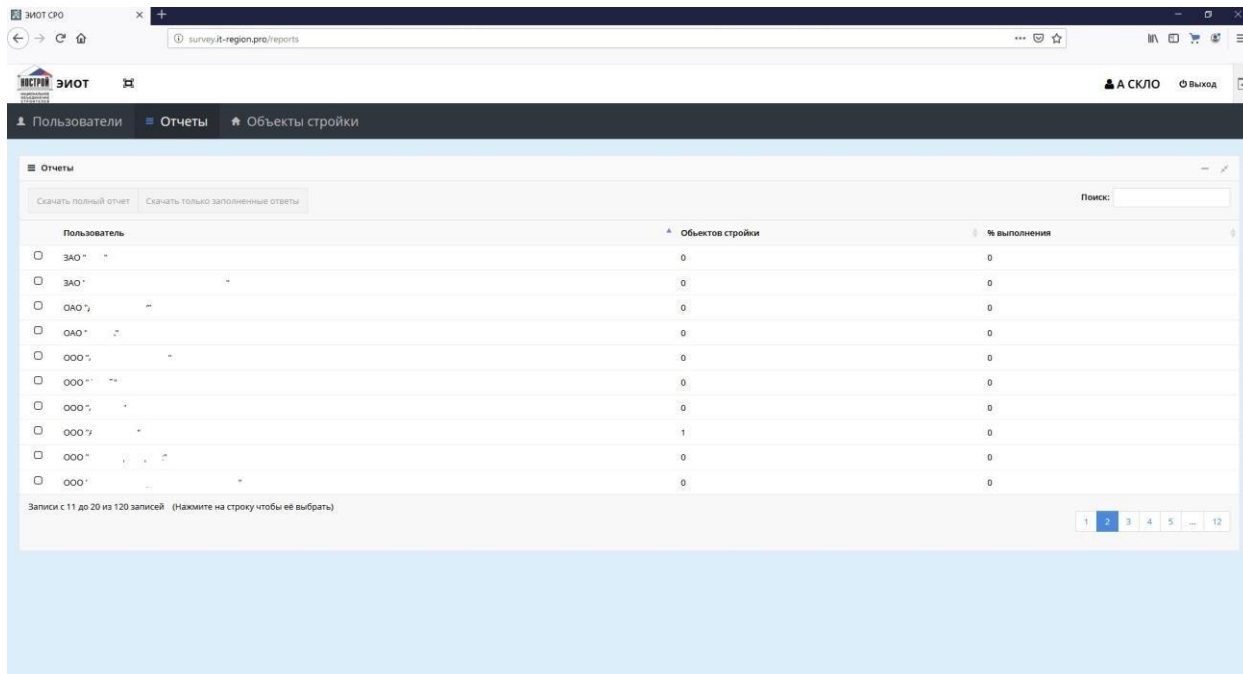 ЭИОТ СРО
survey.it-region.pro/reports
НОСТРОЙ ЭИОТ А СКЛО Выход
Пользователи Отчеты Объекты стройки
Отчеты
Скачать полный отчет Скачать только заполненные ответы Поиск:
Пользователь Обьектов стройки % выполнения
ЗАО " " 0 0
ЗАО " " 0 0
ОАО " "" 0 0
ОАО " " 0 0
ООО " " 0 0
ООО " "" 0 0
ООО " " 0 0
ООО " " 1 0
ООО " " 0 0
ООО " " 0 0
Записи с 11 до 20 из 120 записей (Нажмите на строку чтобы её выбрать)
1 2 3 4 5 ... 12